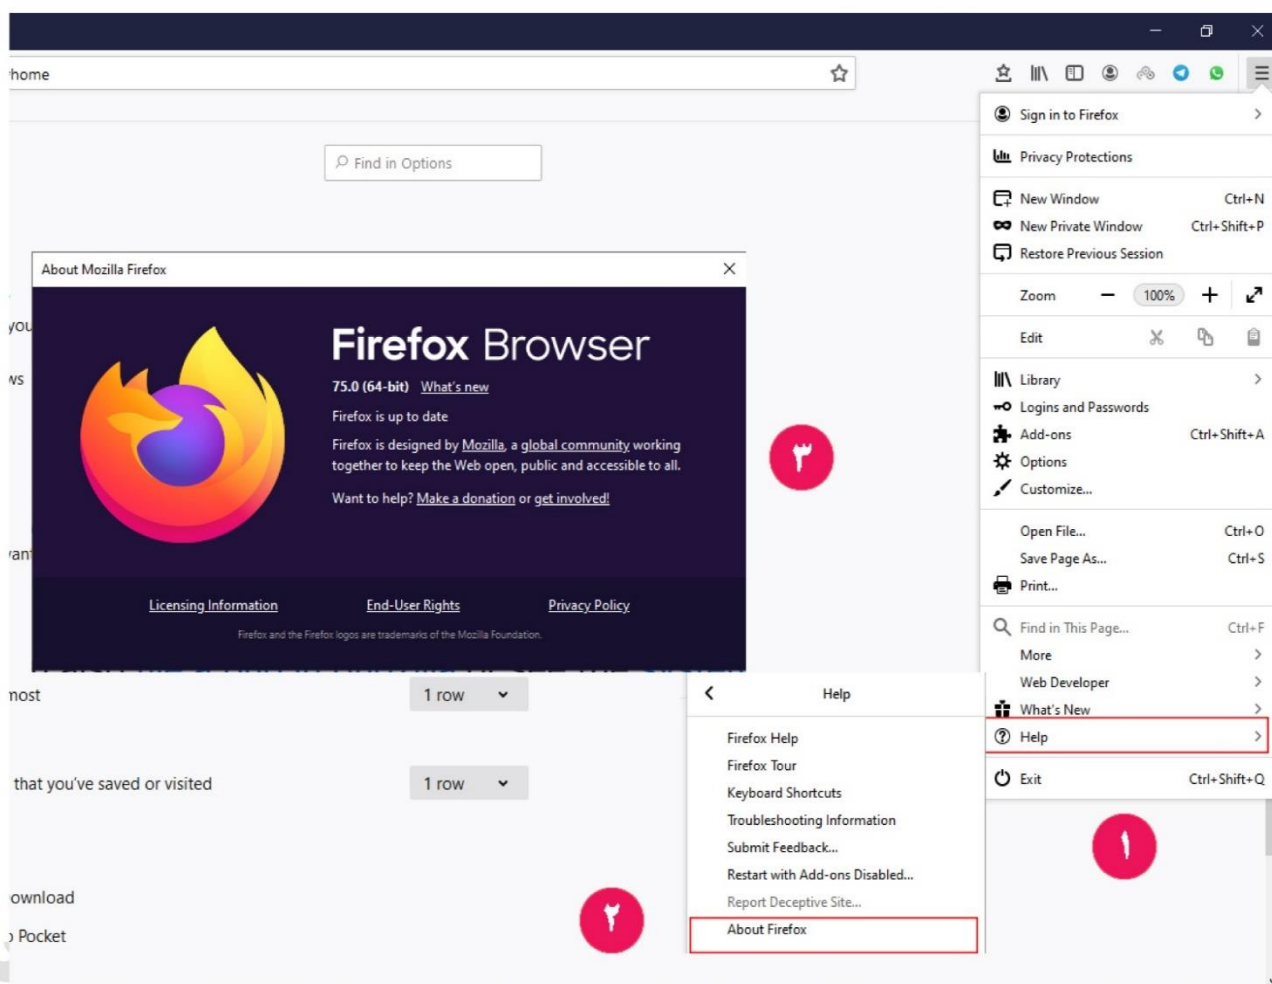 home
Sign in to Firefox
Privacy Protections
New Window Ctrl+N
New Private Window Ctrl+Shift+P
Restore Previous Session
Zoom 100%
Edit
Library
Logins and Passwords
Add-ons Ctrl+Shift+A
Options
Customize...
Open File... Ctrl+O
Save Page As... Ctrl+S
Print...
Find in This Page... Ctrl+F
More
Web Developer
What's New
Help
Exit Ctrl+Shift+Q
۱
Find in Options
you
ws
About Mozilla Firefox
Firefox Browser
75.0 (64-bit) What's new
Firefox is up to date
Firefox is designed by Mozilla, a global community working
together to keep the Web open, public and accessible to all.
Want to help? Make a donation or get involved!
Licensing Information End-User Rights Privacy Policy
Firefox and the Firefox logos are trademarks of the Mozilla Foundation.
۳
most 1 row
that you've saved or visited 1 row
ownload
Pocket
Help
Firefox Help
Firefox Tour
Keyboard Shortcuts
Troubleshooting Information
Submit Feedback...
Restart with Add-ons Disabled...
Report Deceptive Site...
About Firefox
۲